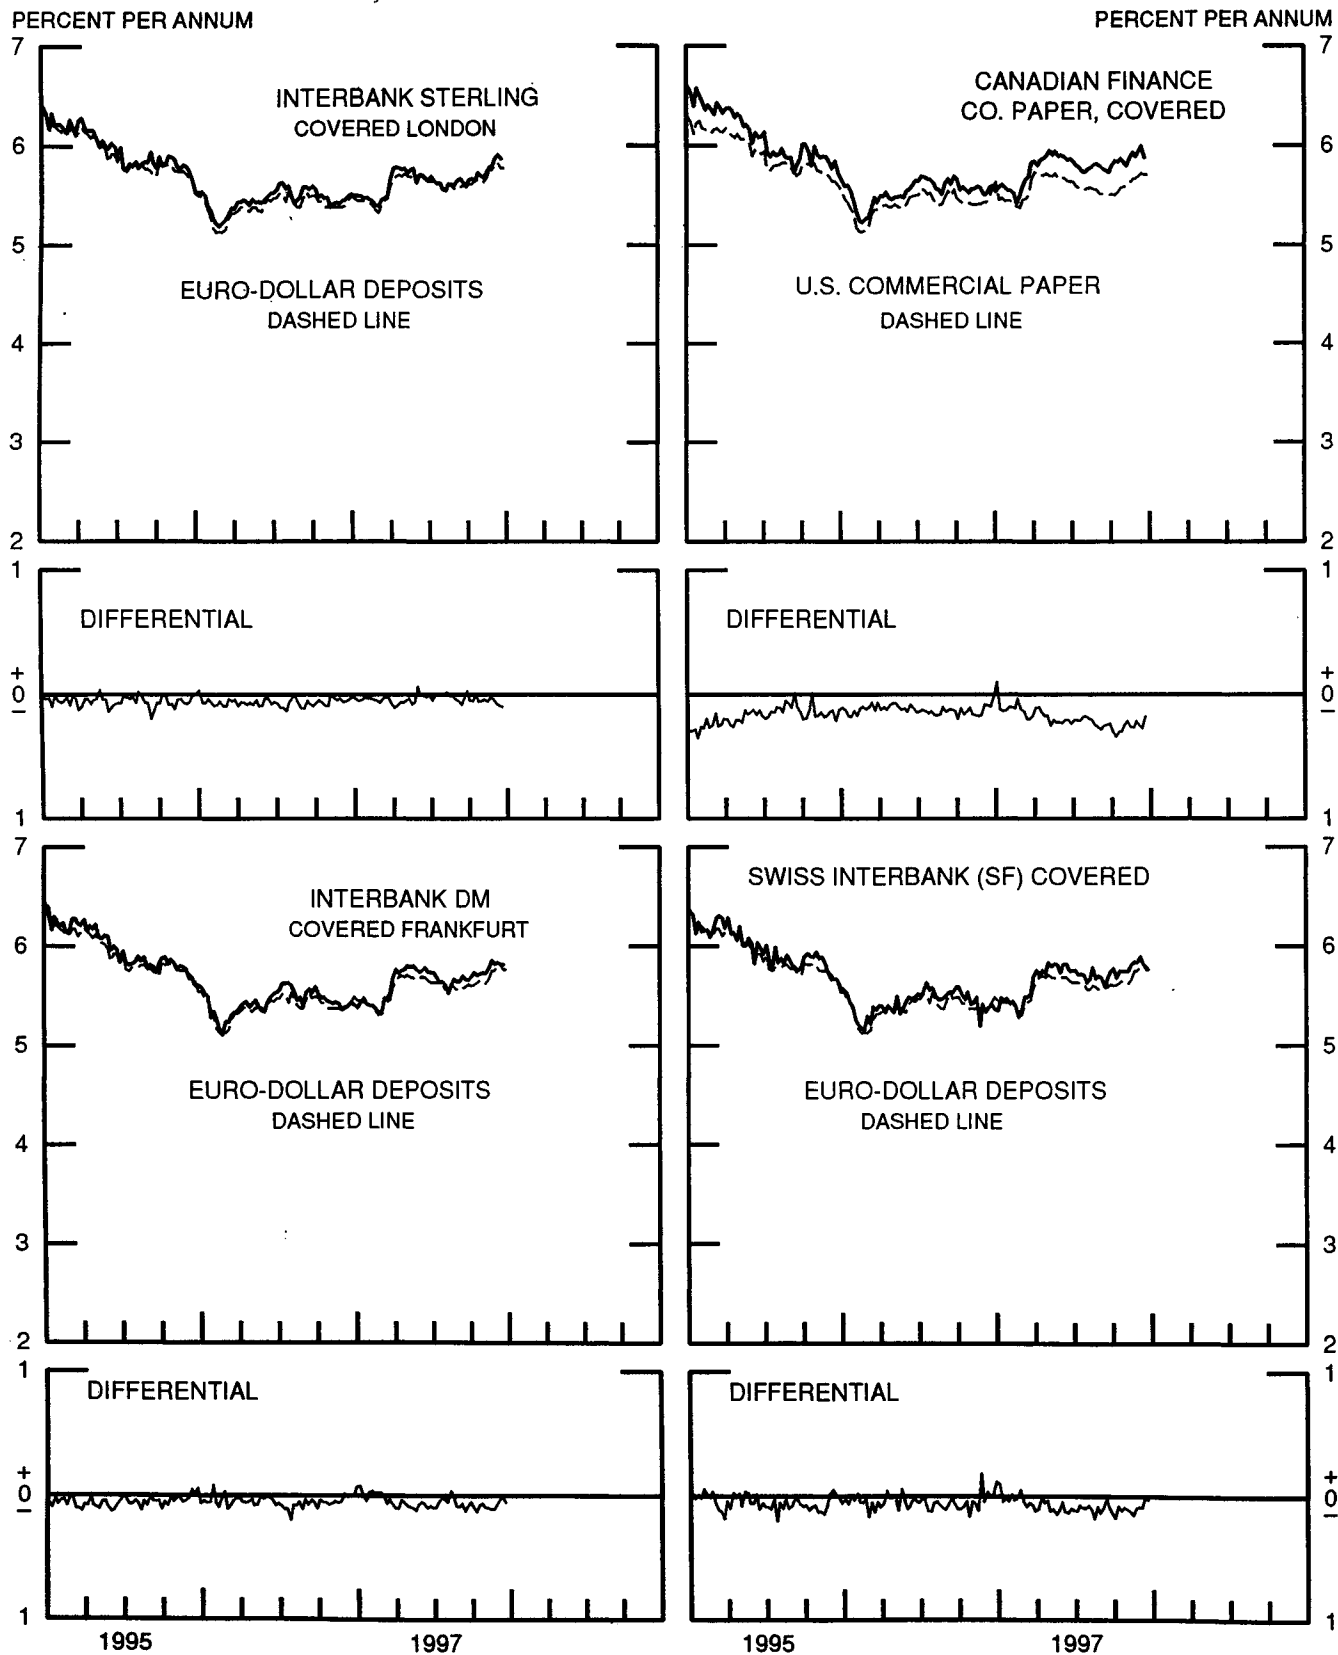 PERCENT PER ANNUM
PERCENT PER ANNUM
7
6
5
4
3
2
INTERBANK STERLING
COVERED LONDON
EURO-DOLLAR DEPOSITS
DASHED LINE
CANADIAN FINANCE
CO. PAPER, COVERED
U.S. COMMERCIAL PAPER
DASHED LINE
7
6
5
4
3
2
1
+
0
–
1
DIFFERENTIAL
DIFFERENTIAL
1
+
0
–
1
7
6
5
4
3
2
INTERBANK DM
COVERED FRANKFURT
EURO-DOLLAR DEPOSITS
DASHED LINE
SWISS INTERBANK (SF) COVERED
EURO-DOLLAR DEPOSITS
DASHED LINE
7
6
5
4
3
2
1
+
0
–
1
DIFFERENTIAL
DIFFERENTIAL
1
+
0
–
1
1995 1997
1995 1997